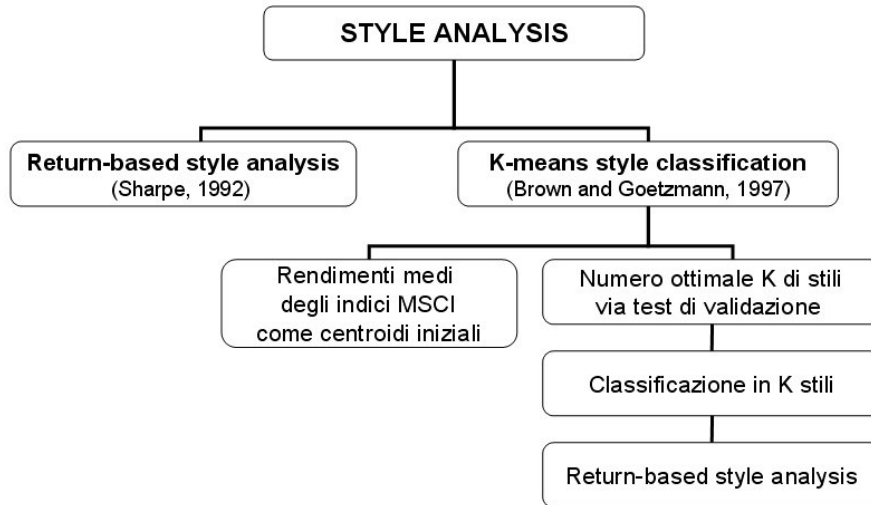 STYLE ANALYSIS
Return-based style analysis
(Sharpe, 1992)
K-means style classification
(Brown and Goetzmann, 1997)
Rendimenti medi
degli indici MSCI
come centroidi iniziali
Numero ottimale K di stili
via test di validazione
Classificazione in K stili
Return-based style analysis